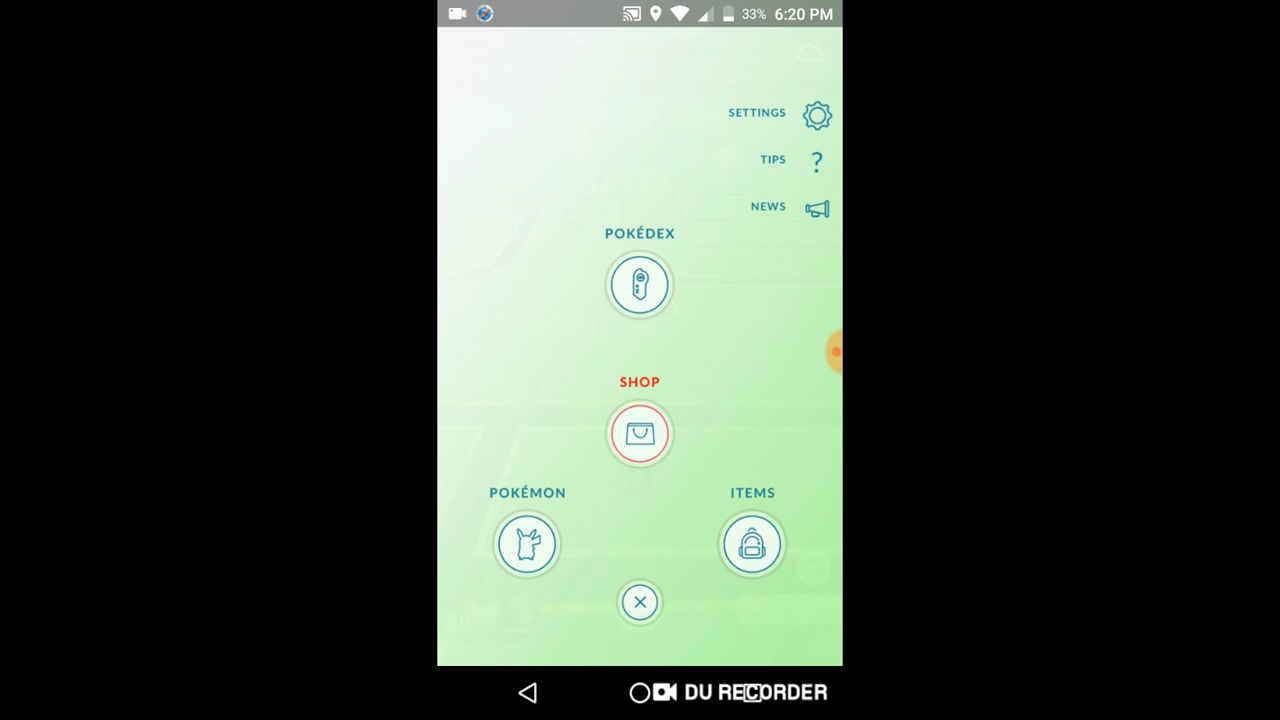 33% 6:20 PM
SETTINGS
TIPS
?
NEWS
POKÉDEX
SHOP
POKÉMON
ITEMS
DU RECORDER